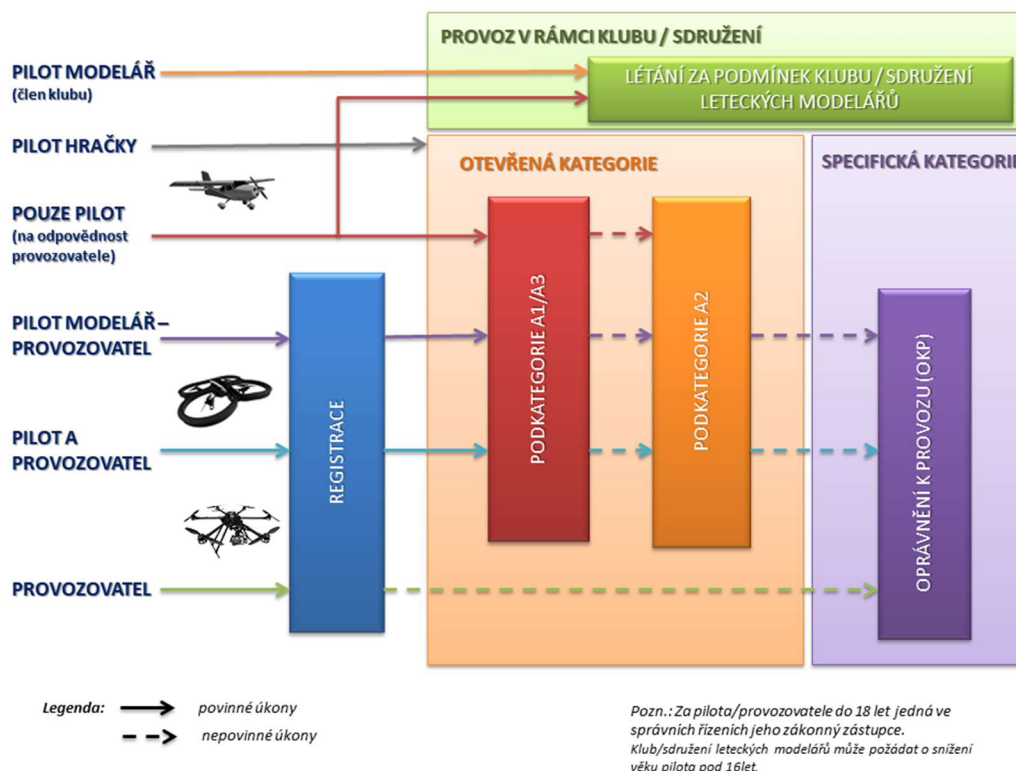 PROVOZ V RÁMCI KLUBU / SDRUŽENÍ
PILOT MODELÁŘ
(člen klubu)
LÉTÁNÍ ZA PODMÍNEK KLUBU / SDRUŽENÍ
LETECKÝCH MODELÁŘŮ
PILOT HRAČKY
OTEVŘENÁ KATEGORIE
SPECIFICKÁ KATEGORIE
POUZE PILOT
(na odpovědnost
provozovatele)
PILOT MODELÁŘ –
PROVOZOVATEL
PILOT A
PROVOZOVATEL
PROVOZOVATEL
REGISTRACE
PODKATEGORIE A1/A3
PODKATEGORIE A2
OPRÁVNĚNÍ K PROVOZU (OKP)
Legenda:
povinné úkony
nepovinné úkony
Pozn.: Za pilota/provozovatele do 18 let jedná ve
správních řízeních jeho zákonný zástupce.
Klub/sdružení leteckých modelářů může požádat o snížení
věku pilota pod 16let.